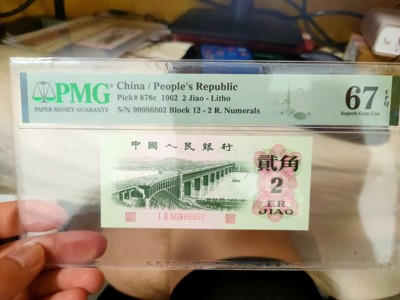 PMG
PAPER MONEY GUARANTY
China / People's Republic
Pick# 878c 1962 2 Jiao - Litho
S/N 90986802 Block 12 - 2 R. Numerals
67 EPQ
Superb Gem Unc
中國人民銀行
貳角
2
ER
JIAO
I II 90986802